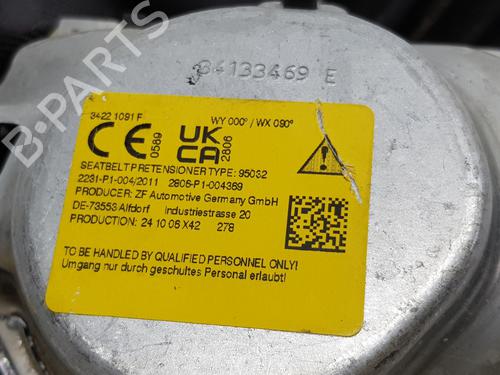 34133469 E
3422 1091 F
WY 000° / WX 090°
CE 0589
UK CA 2806
SEATBELT PRETENSIONER TYPE: 95032
2231-P.1-004/2011 2806-P1-004369
PRODUCER: ZF Automotive Germany GmbH
DE-73553 Alfdorf Industriestrasse 20
PRODUCTION: 24 10 06 X42 278
TO BE HANDLED BY QUALIFIED PERSONNEL ONLY!
Umgang nur durch geschultes Personal erlaubt!
B-PARTS